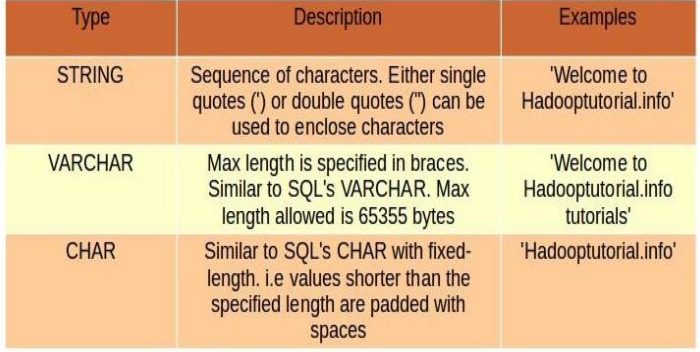 Type Description Examples
STRING
Sequence of characters. Either single
quotes (') or double quotes (") can be
used to enclose characters
'Welcome to
Hadooptutorial.info'
VARCHAR
Max length is specified in braces.
Similar to SQL's VARCHAR. Max
length allowed is 65355 bytes
'Welcome to
Hadooptutorial.info
tutorials'
CHAR
Similar to SQL's CHAR with fixed-
length. i.e values shorter than the
specified length are padded with
spaces
'Hadooptutorial.info'